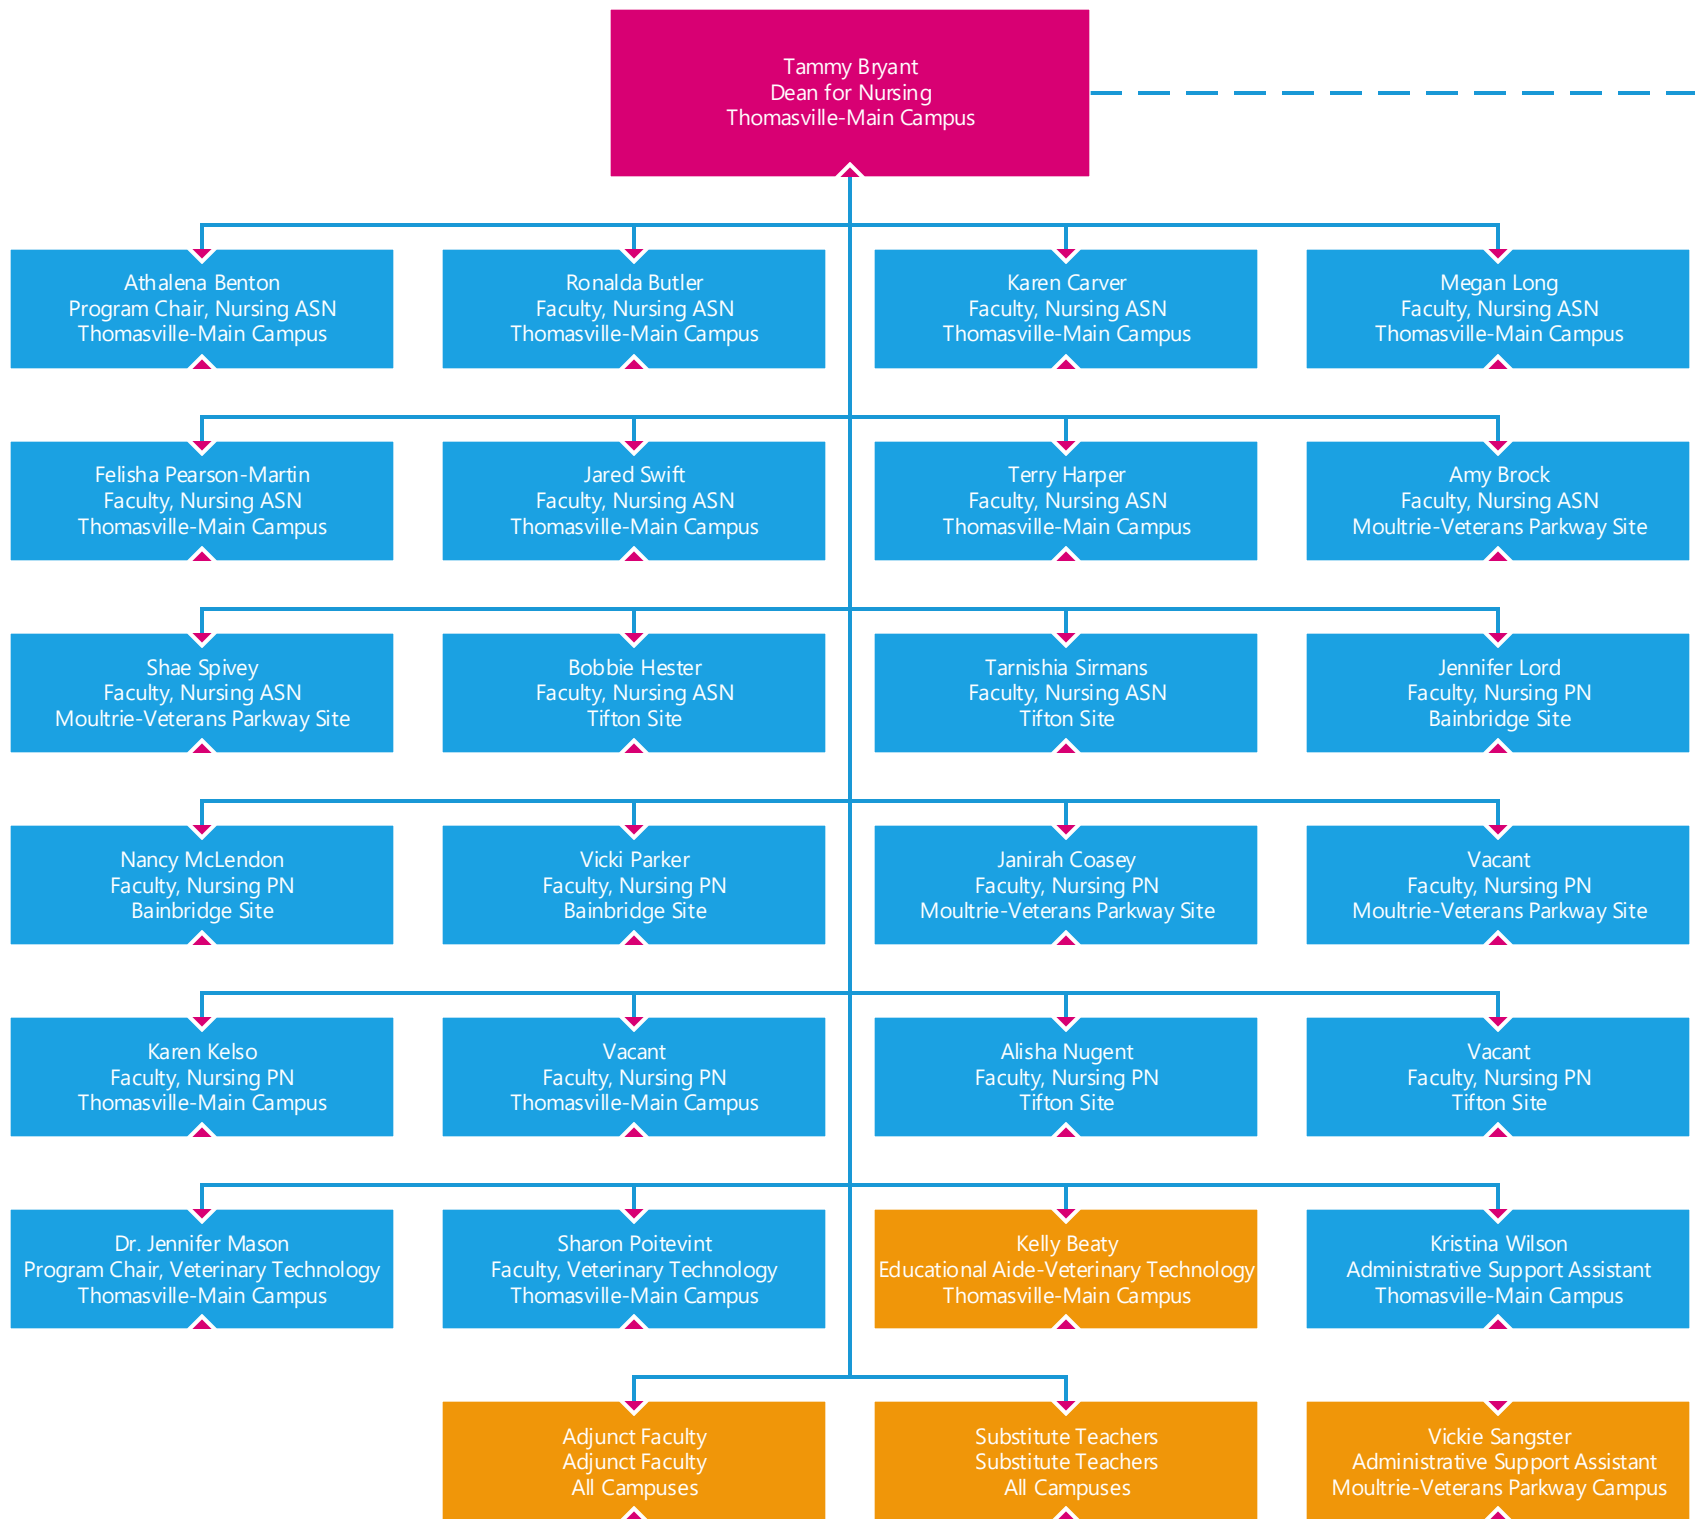 Tammy Bryant
Dean for Nursing
Thomasville-Main Campus
Athalena Benton
Program Chair, Nursing ASN
Thomasville-Main Campus
Ronalda Butler
Faculty, Nursing ASN
Thomasville-Main Campus
Karen Carver
Faculty, Nursing ASN
Thomasville-Main Campus
Megan Long
Faculty, Nursing ASN
Thomasville-Main Campus
Felisha Pearson-Martin
Faculty, Nursing ASN
Thomasville-Main Campus
Jared Swift
Faculty, Nursing ASN
Thomasville-Main Campus
Terry Harper
Faculty, Nursing ASN
Thomasville-Main Campus
Amy Brock
Faculty, Nursing ASN
Moultrie-Veterans Parkway Site
Shae Spivey
Faculty, Nursing ASN
Moultrie-Veterans Parkway Site
Bobbie Hester
Faculty, Nursing ASN
Tifton Site
Tarnishia Sirmans
Faculty, Nursing ASN
Tifton Site
Jennifer Lord
Faculty, Nursing PN
Bainbridge Site
Nancy McLendon
Faculty, Nursing PN
Bainbridge Site
Vicki Parker
Faculty, Nursing PN
Bainbridge Site
Janirah Coasey
Faculty, Nursing PN
Moultrie-Veterans Parkway Site
Vacant
Faculty, Nursing PN
Moultrie-Veterans Parkway Site
Karen Kelso
Faculty, Nursing PN
Thomasville-Main Campus
Vacant
Faculty, Nursing PN
Thomasville-Main Campus
Alisha Nugent
Faculty, Nursing PN
Tifton Site
Vacant
Faculty, Nursing PN
Tifton Site
Dr. Jennifer Mason
Program Chair, Veterinary Technology
Thomasville-Main Campus
Sharon Poitevint
Faculty, Veterinary Technology
Thomasville-Main Campus
Kelly Beaty
Educational Aide-Veterinary Technology
Thomasville-Main Campus
Kristina Wilson
Administrative Support Assistant
Thomasville-Main Campus
Adjunct Faculty
Adjunct Faculty
All Campuses
Substitute Teachers
Substitute Teachers
All Campuses
Vickie Sangster
Administrative Support Assistant
Moultrie-Veterans Parkway Campus